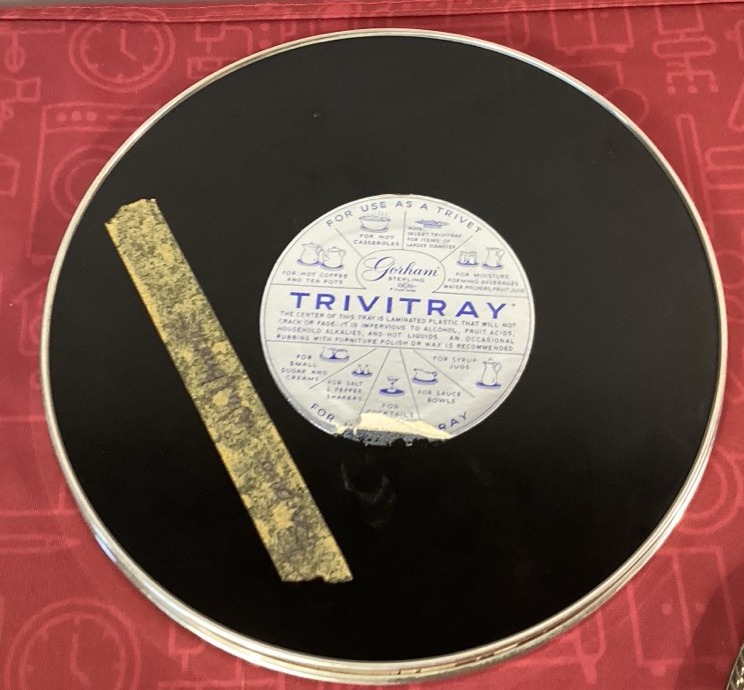 FOR USE AS A TRIVET
FOR HOT
CASSEROLES
INVERT TRIVITRAY
FOR ITEMS OF
LARGER DIAMETER
FOR HOT COFFEE
AND TEA POTS
Gorham
STERLING
FOR MOISTURE
FORMING BEVERAGES,
WATER PITCHERS, FRUIT JUGS
TRIVITRAY
THE CENTER OF THIS TRAY IS LAMINATED PLASTIC THAT WILL NOT
CRACK OR FADE. IT IS IMPERVIOUS TO ALCOHOL, FRUIT ACIDS,
HOUSEHOLD ALKALIES, AND HOT LIQUIDS. AN OCCASIONAL
RUBBING WITH FURNITURE POLISH OR WAX IS RECOMMENDED
FOR
SMALL
SUGAR AND
CREAMS
FOR SALT
& PEPPER
SHAKERS
FOR
COCKTAILS
FOR SAUCE
BOWLS
FOR SYRUP
JUGS
FOR RAY